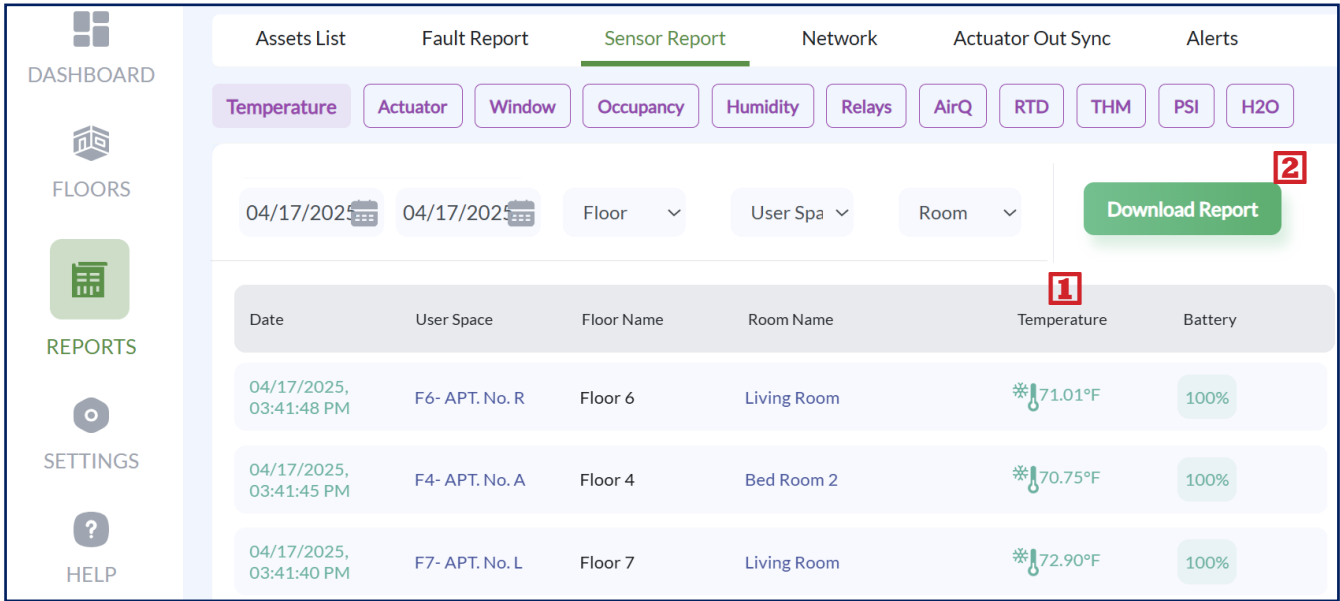 DASHBOARD
FLOORS
REPORTS
SETTINGS
?
HELP
Assets List Fault Report Sensor Report Network Actuator Out Sync Alerts
Temperature Actuator Window Occupancy Humidity Relays AirQ RTD THM PSI H2O
2
04/17/2025 04/17/2025 Floor User Spa Room Download Report
1
Date User Space Floor Name Room Name Temperature Battery
04/17/2025,
03:41:48 PM F6- APT. No. R Floor 6 Living Room 71.01°F 100%
04/17/2025,
03:41:45 PM F4- APT. No. A Floor 4 Bed Room 2 70.75°F 100%
04/17/2025,
03:41:40 PM F7- APT. No. L Floor 7 Living Room 72.90°F 100%